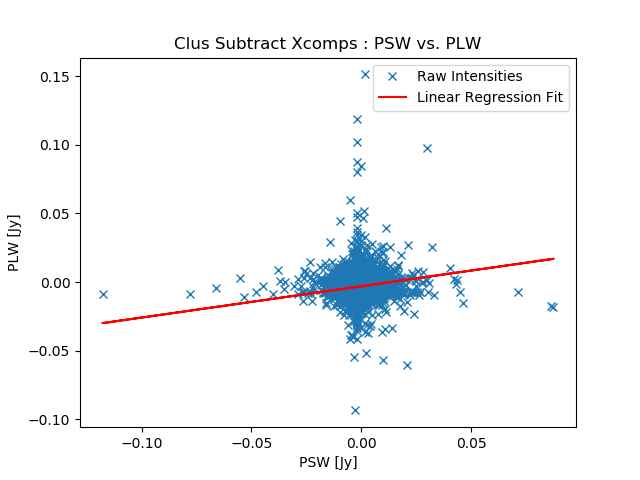 Clus Subtract Xcomps : PSW vs. PLW
Raw Intensities
Linear Regression Fit
PLW [Jy]
0.15
0.10
0.05
0.00
−0.05
−0.10
−0.10
−0.05
0.00
0.05
PSW [Jy]